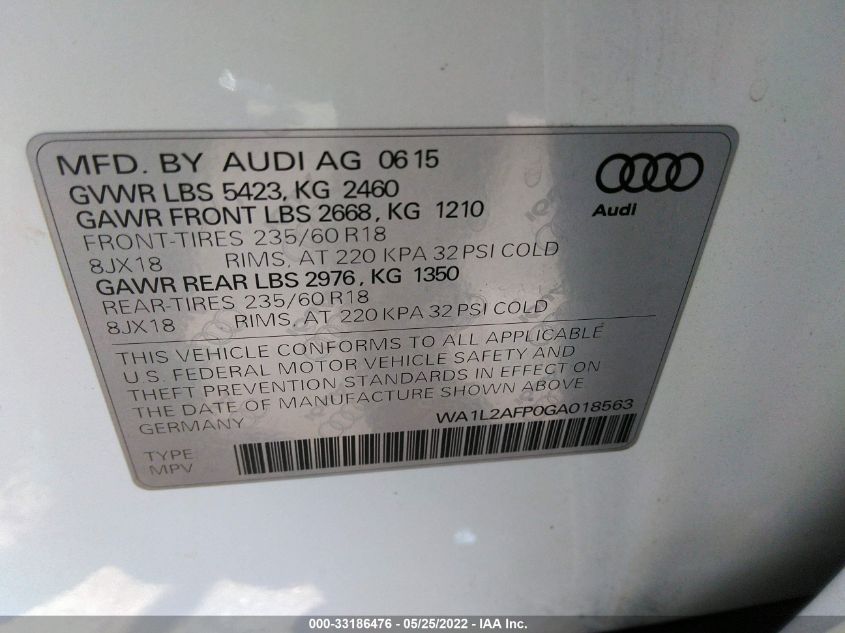 MFD. BY AUDI AG 0615
GVWR LBS 5423, KG 2460
GAWR FRONT LBS 2668, KG 1210
FRONT-TIRES 235/60 R18
8JX18 RIMS, AT 220 KPA 32 PSI COLD
GAWR REAR LBS 2976, KG 1350
REAR-TIRES 235/60 R18
8JX18 RIMS, AT 220 KPA 32 PSI COLD
Audi
THIS VEHICLE CONFORMS TO ALL APPLICABLE
U.S. FEDERAL MOTOR VEHICLE SAFETY AND
THEFT PREVENTION STANDARDS IN EFFECT ON
THE DATE OF MANUFACTURE SHOWN ABOVE
GERMANY
WA1L2AFP0GA018563
TYPE
MPV
000-33186476 - 05/25/2022 - IAA Inc.